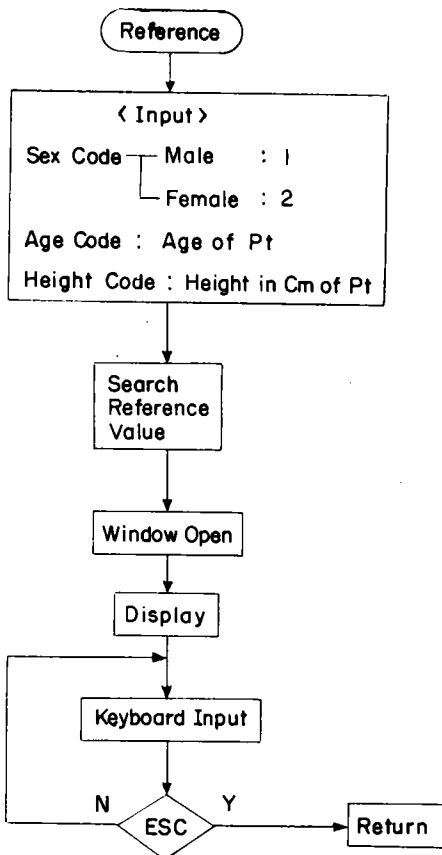 Reference
< Input >
Sex Code Male : 1
Female : 2
Age Code : Age of Pt
Height Code : Height in Cm of Pt
Search
Reference
Value
Window Open
Display
Keyboard Input
N ESC Y Return